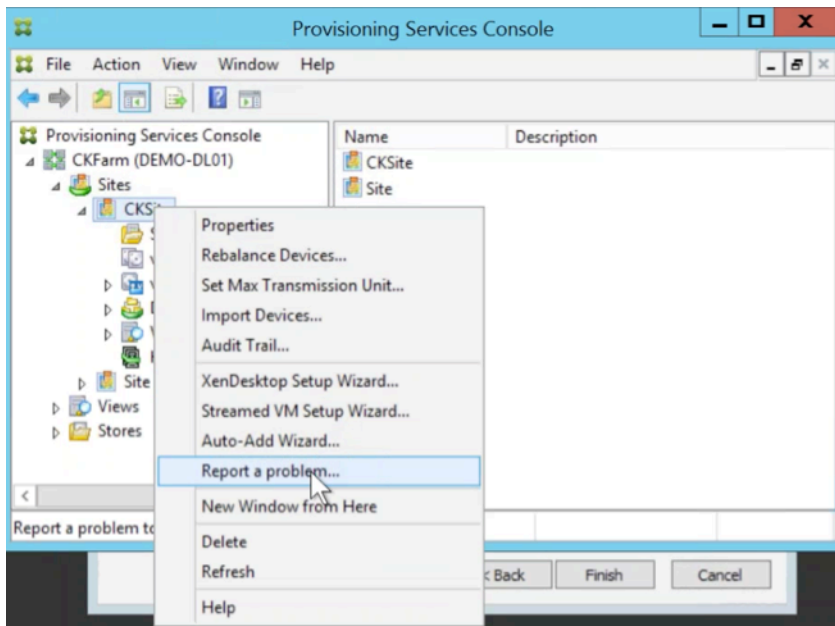 Provisioning Services Console
File Action View Window Help
Provisioning Services Console
CKFarm (DEMO-DL01)
Sites
Site
Views
Stores
Name Description
CKSite
Site
Properties
Rebalance Devices...
Set Max Transmission Unit...
Import Devices...
Audit Trail...
XenDesktop Setup Wizard...
Streamed VM Setup Wizard...
Auto-Add Wizard...
Report a problem...
New Window from Here
Delete
Refresh
Help
Report a problem
< Back Finish Cancel